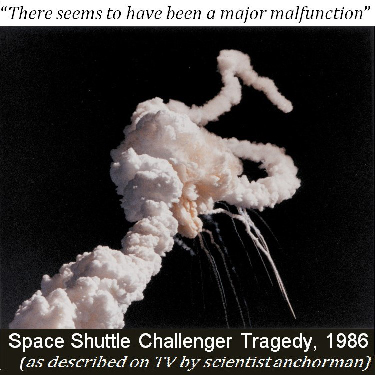 “There seems to have been a major malfunction”
Space Shuttle Challenger Tragedy, 1986
(as described on TV by scientist anchorman)